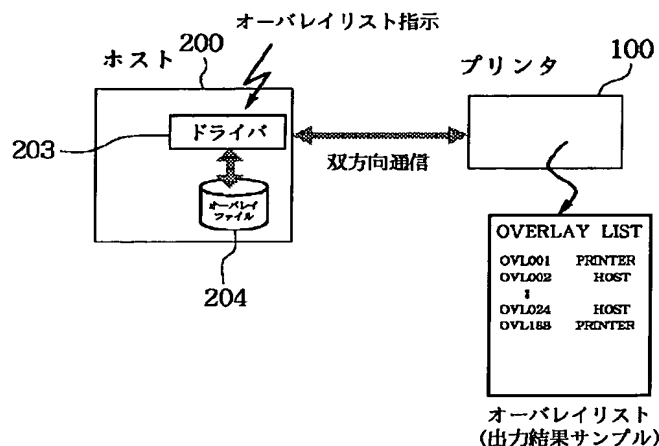 オーバレイリスト指示
ホスト
200
プリンタ
100
203
ドライバ
双方向通信
オーバレイ
ファイル
204
OVERLAY LIST
OVL001 PRINTER
OVL002 HOST
⋮
OVL024 HOST
OVL188 PRINTER
オーバレイリスト
(出力結果サンプル)